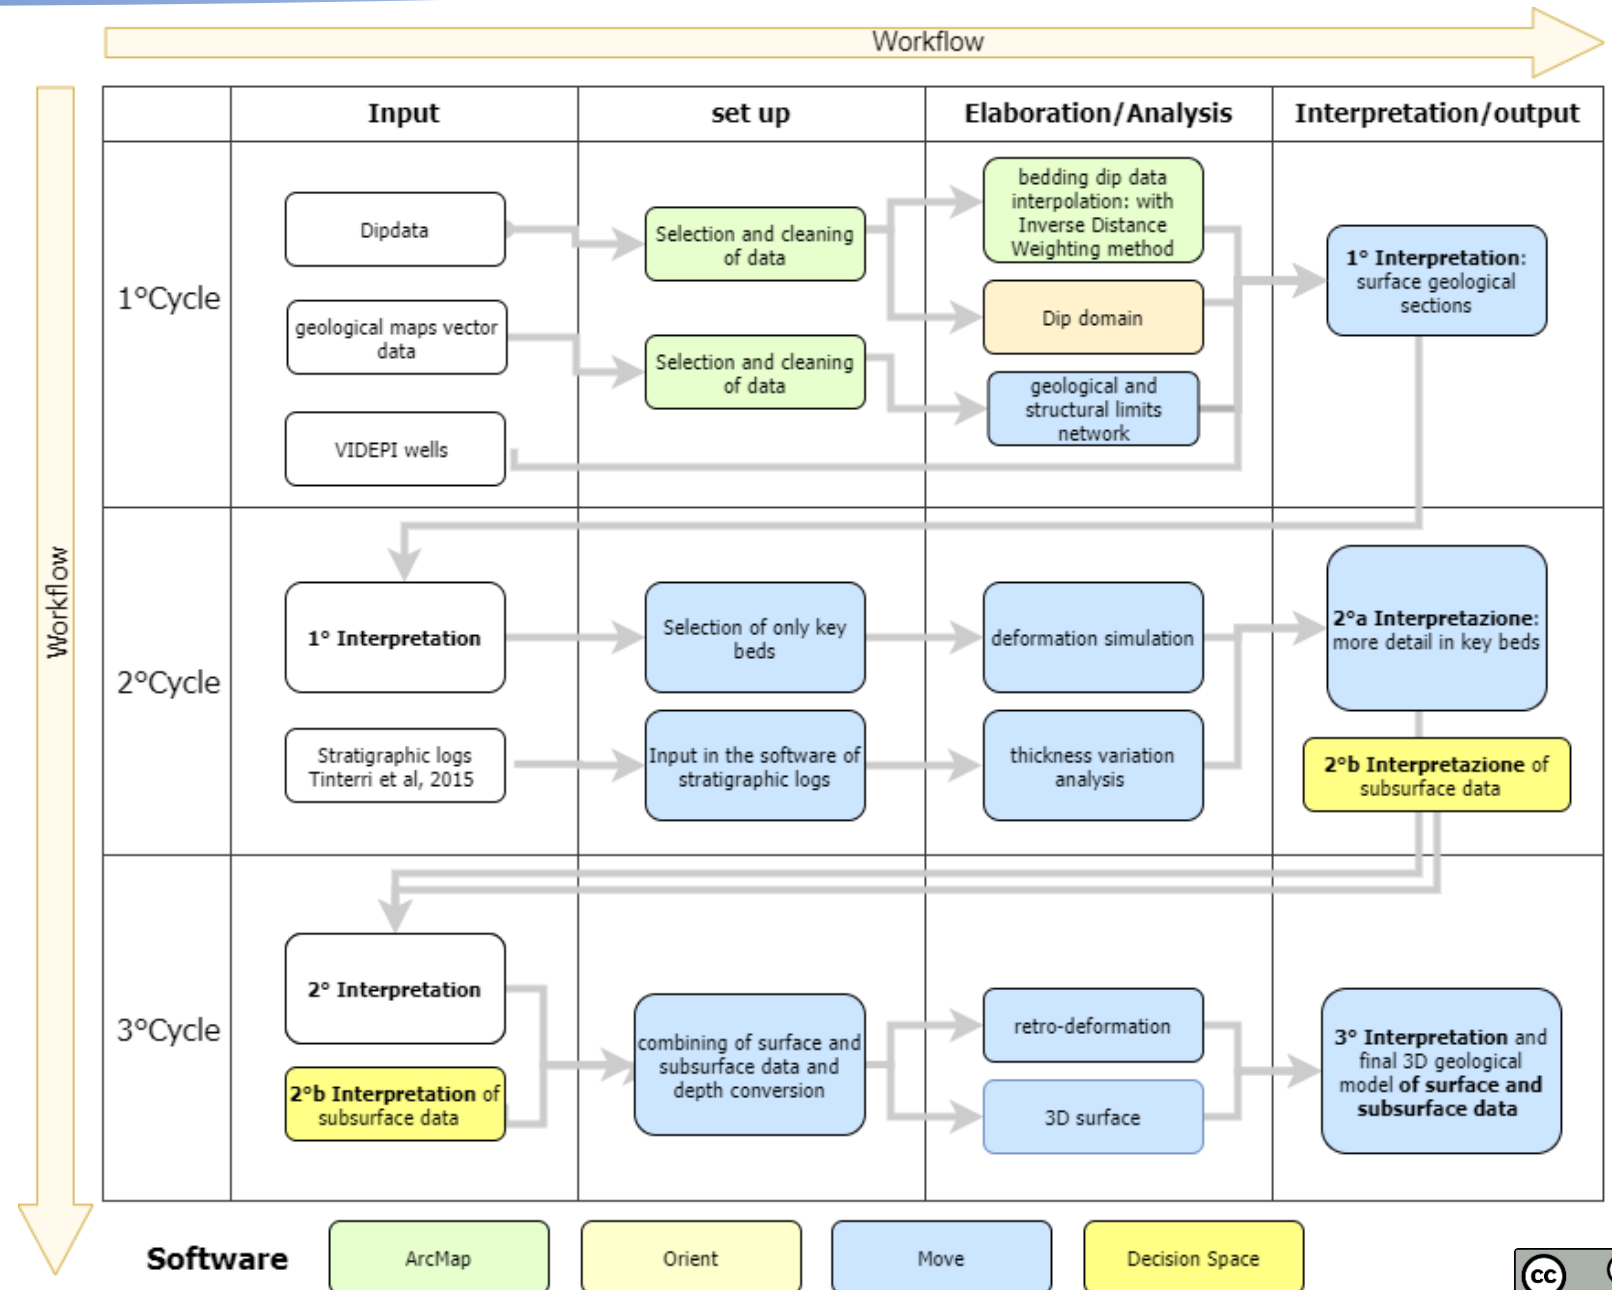 Workflow
Workflow
Input
set up
Elaboration/Analysis
Interpretation/output
1°Cycle
Dipdata
geological maps vector
data
VIDEPI wells
Selection and cleaning
of data
Selection and cleaning
of data
bedding dip data
interpolation: with
Inverse Distance
Weighting method
Dip domain
geological and
structural limits
network
1° Interpretation:
surface geological
sections
2°Cycle
1° Interpretation
Stratigraphic logs
Tinterri et al, 2015
Selection of only key
beds
Input in the software of
stratigraphic logs
deformation simulation
thickness variation
analysis
2°a Interpretazione:
more detail in key beds
2°b Interpretazione of
subsurface data
3°Cycle
2° Interpretation
2°b Interpretation of
subsurface data
combining of surface and
subsurface data and
depth conversion
retro-deformation
3D surface
3° Interpretation and
final 3D geological
model of surface and
subsurface data
Software
ArcMap
Orient
Move
Decision Space
cc